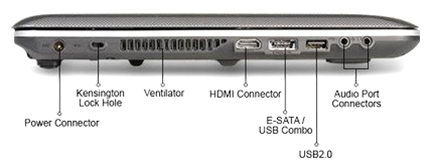 Kensington
Lock Hole
Ventilator
HDMI Connector
Audio Port
Connectors
Power Connector
E-SATA /
USB Combo
USB2.0